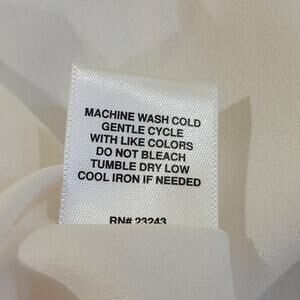 MACHINE WASH COLD
GENTLE CYCLE
WITH LIKE COLORS
DO NOT BLEACH
TUMBLE DRY LOW
COOL IRON IF NEEDED
RN# 23243